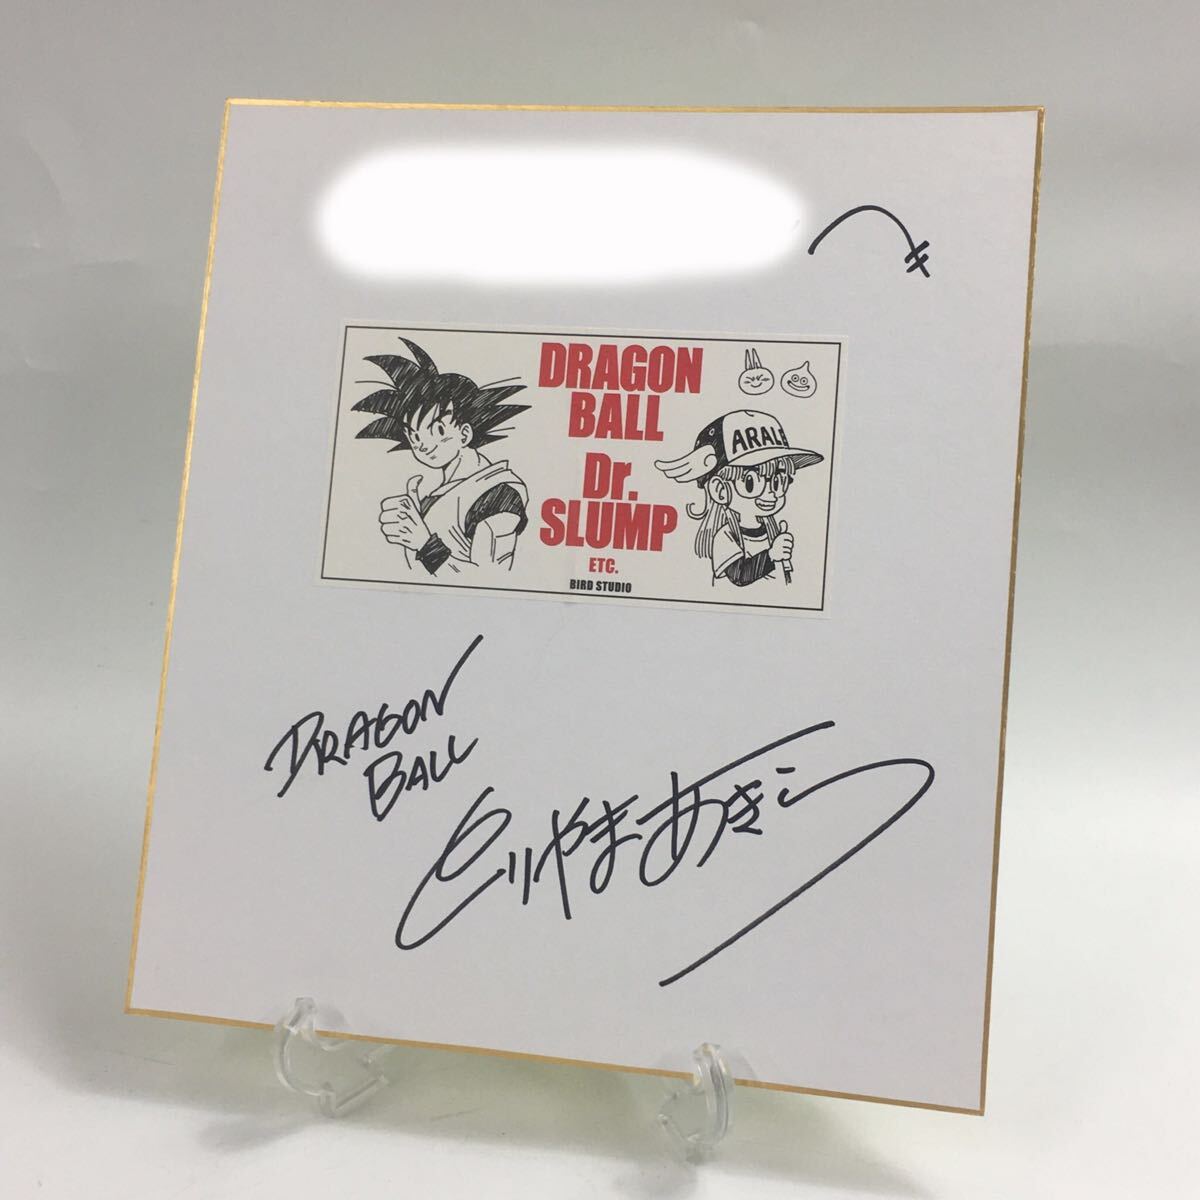 DRAGON
BALL
Dr.
SLUMP
ETC.
BIRD STUDIO
ARALE
DRAGON
BALL
とりやまあきら